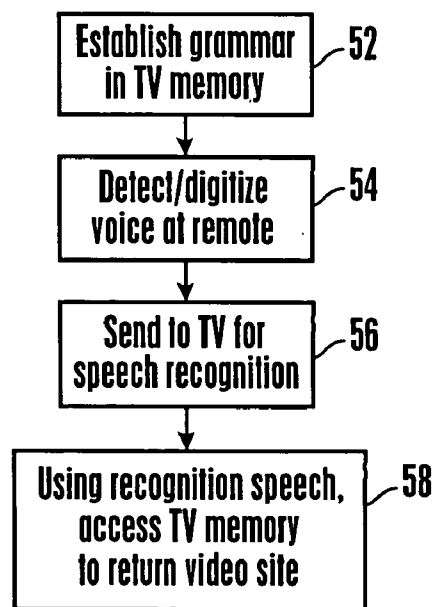 Establish grammar
in TV memory
52
Detect/digitize
voice at remote
54
Send to TV for
speech recognition
56
Using recognition speech,
access TV memory
to return video site
58